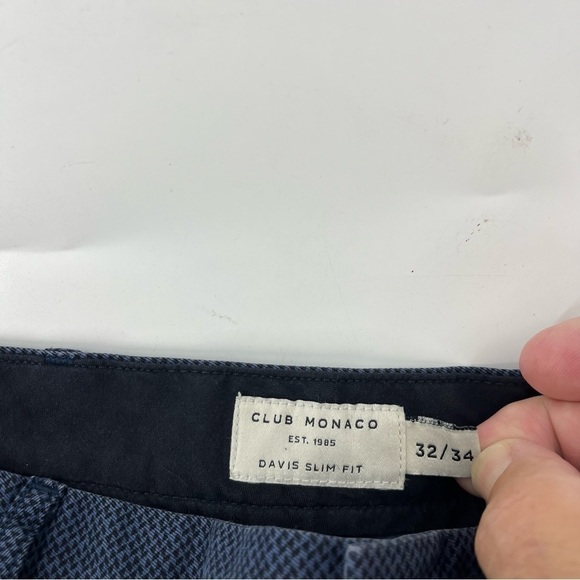 CLUB MONACO
EST. 1985
DAVIS SLIM FIT
32/34